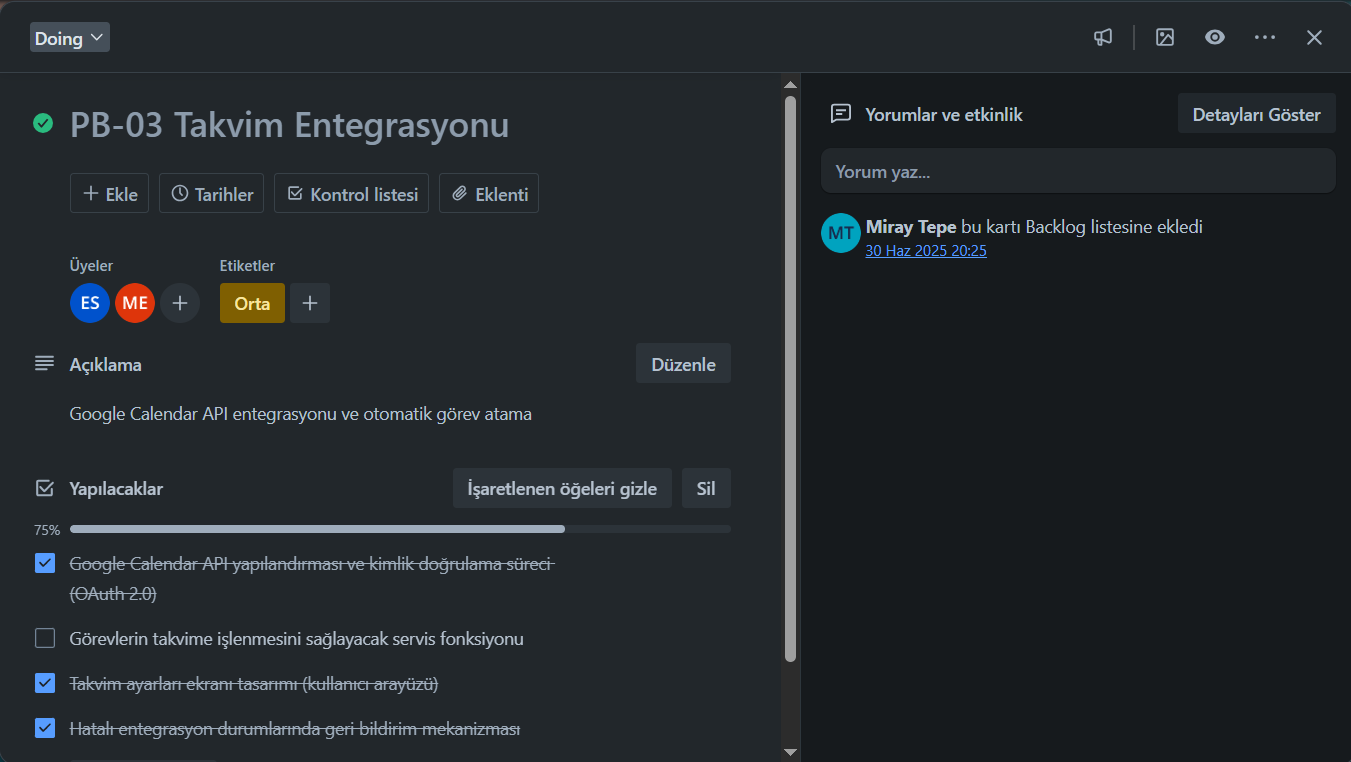 Doing
PB-03 Takvim Entegrasyonu
Ekle
Tarihler
Kontrol listesi
Eklenti
Üyeler
Etiketler
ES
ME
Orta
Açıklama
Düzenle
Google Calendar API entegrasyonu ve otomatik görev atama
Yapılacaklar
İşaretlenen öğeleri gizle
Sil
75%
Google Calendar API yapılandırması ve kimlik doğrulama süreci
(OAuth 2.0)
Görevlerin takvime işlenmesini sağlayacak servis fonksiyonu
Takvim ayarları ekranı tasarımı (kullanıcı arayüzü)
Hatalı entegrasyon durumlarında geri bildirim mekanizması
Yorumlar ve etkinlik
Detayları Göster
Yorum yaz...
MT
Miray Tepe bu kartı Backlog listesine ekledi
30 Haz 2025 20:25